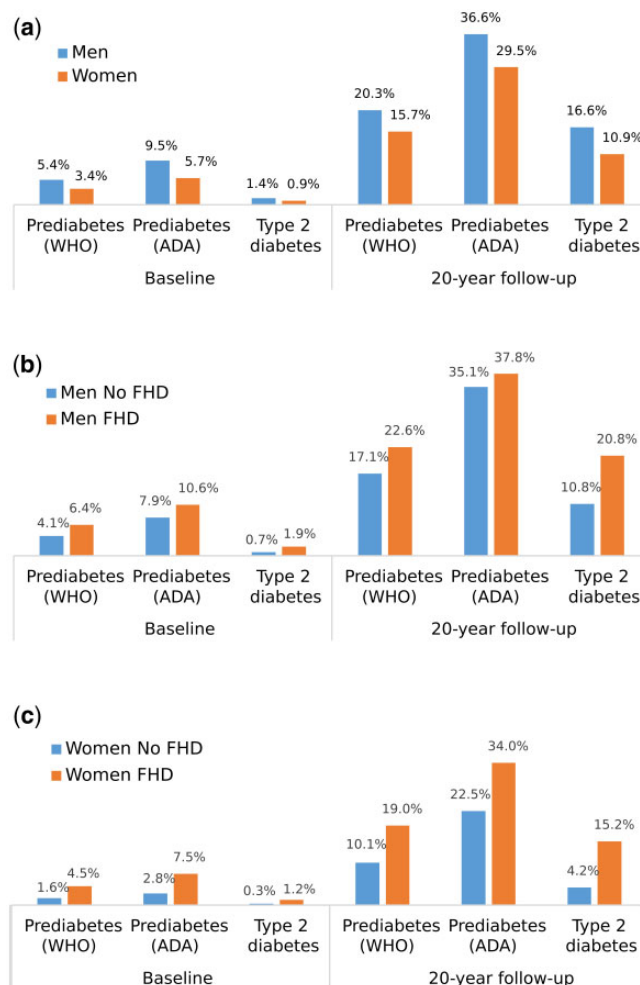 (a)
Men
Women
5.4%
3.4%
9.5%
5.7%
1.4%
0.9%
20.3%
15.7%
36.6%
29.5%
16.6%
10.9%
Prediabetes (WHO)
Prediabetes (ADA)
Type 2 diabetes
Prediabetes (WHO)
Prediabetes (ADA)
Type 2 diabetes
Baseline
20-year follow-up
(b)
Men No FHD
Men FHD
4.1%
6.4%
7.9%
10.6%
0.7%
1.9%
17.1%
22.6%
35.1%
37.8%
10.8%
20.8%
Prediabetes (WHO)
Prediabetes (ADA)
Type 2 diabetes
Prediabetes (WHO)
Prediabetes (ADA)
Type 2 diabetes
Baseline
20-year follow-up
(c)
Women No FHD
Women FHD
1.6%
4.5%
2.8%
7.5%
0.3%
1.2%
10.1%
19.0%
22.5%
34.0%
4.2%
15.2%
Prediabetes (WHO)
Prediabetes (ADA)
Type 2 diabetes
Prediabetes (WHO)
Prediabetes (ADA)
Type 2 diabetes
Baseline
20-year follow-up